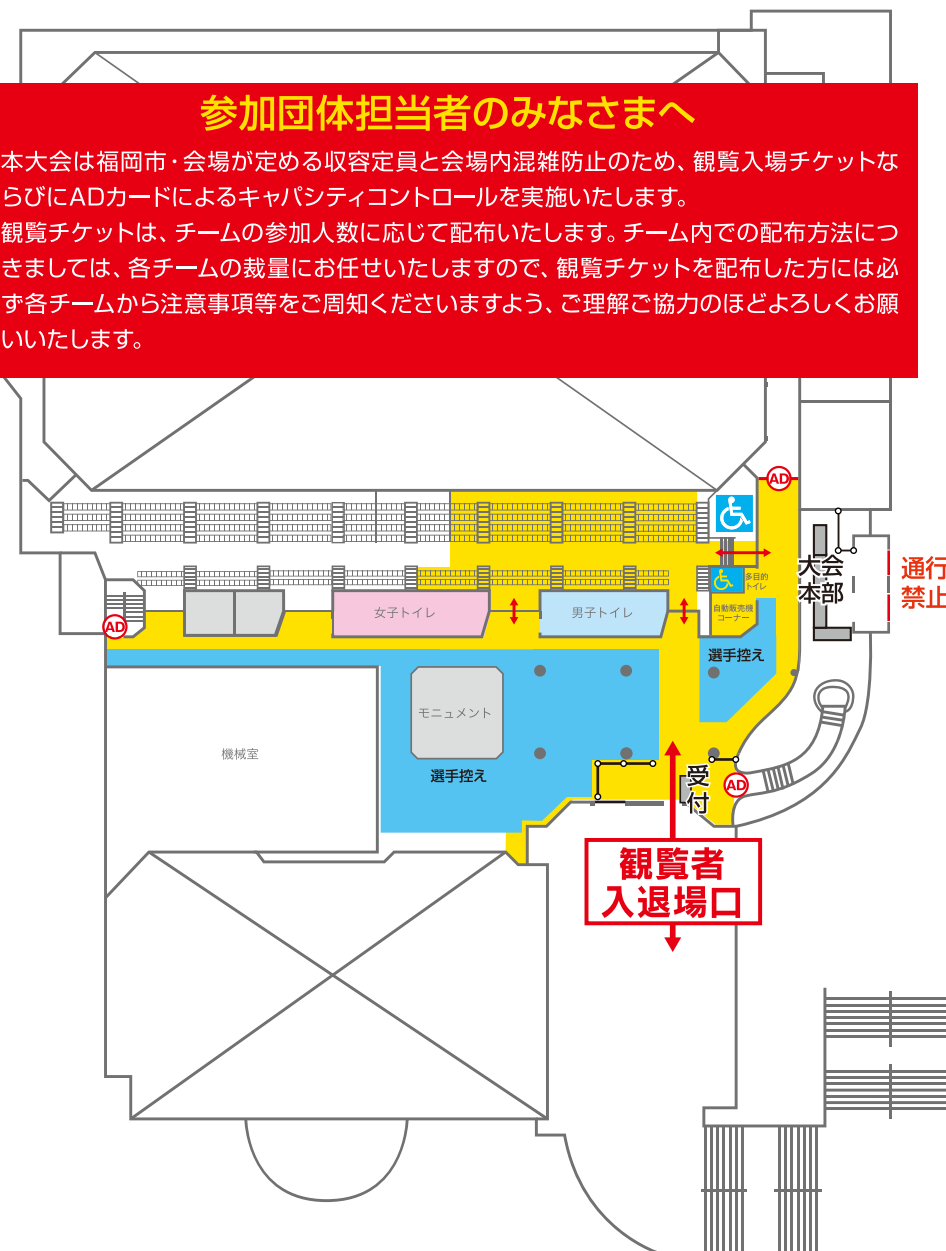 参加団体担当者のみなさまへ
本大会は福岡市・会場が定める収容定員と会場内混雑防止のため、観覧入場チケットな
らびにADカードによるキャパシティコントロールを実施いたします。
観覧チケットは、チームの参加人数に応じて配布いたします。チーム内での配布方法につ
きましては、各チームの裁量にお任せいたしますので、観覧チケットを配布した方には必
ず各チームから注意事項等をご周知くださいますよう、ご理解ご協力のほどよろしくお願
いいたします。
AD
大会
本部
通行
禁止
多目的
トイレ
AD
女子トイレ
男子トイレ
自動販売機
コーナー
選手控え
モニュメント
機械室
選手控え
受
付
AD
観覧者
入退場口